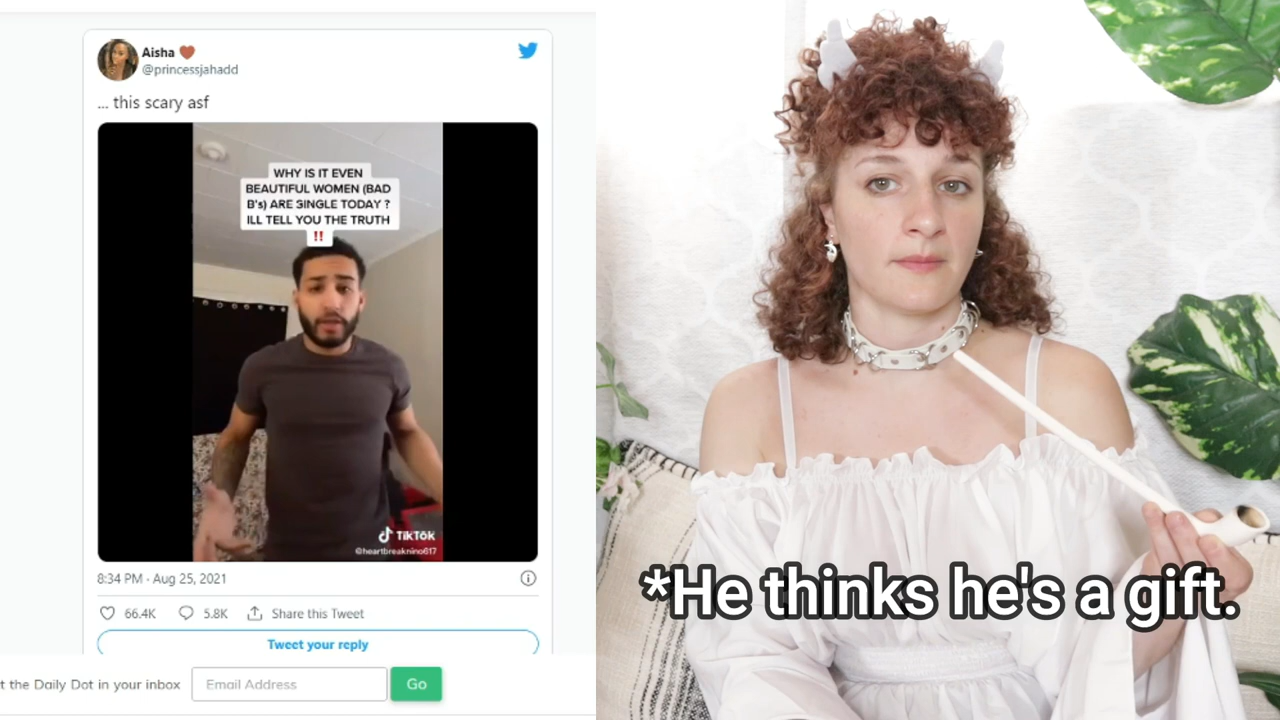 Aisha
@princessjahadd
... this scary asf
WHY IS IT EVEN
BEAUTIFUL WOMEN (BAD
B's) ARE SINGLE TODAY ?
ILL TELL YOU THE TRUTH
‼
TikTok
@heartbreaknino617
8:34 PM · Aug 25, 2021
66.4K 5.8K Share this Tweet
Tweet your reply
t the Daily Dot in your inbox Email Address Go
*He thinks he's a gift.